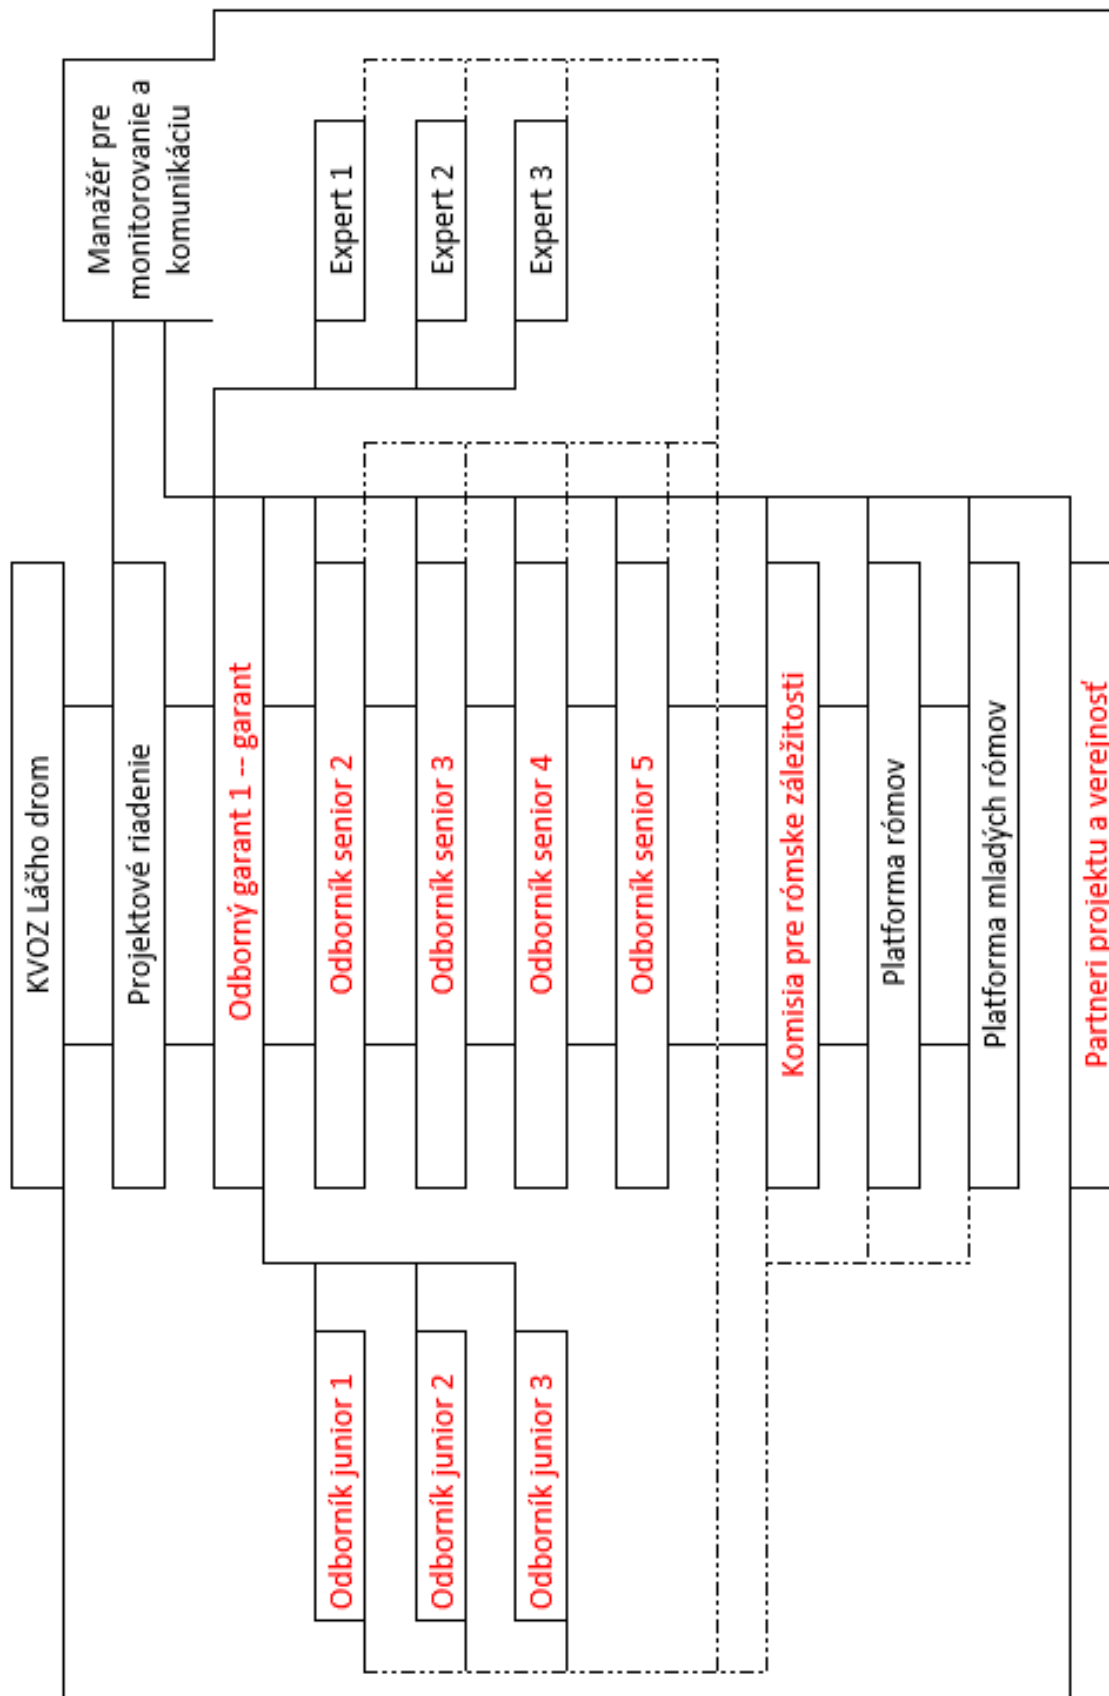 KVOZ Láčho drom
Manažér pre
monitorovanie a
komunikáciu
Projektové riadenie
Odborný garant 1 -- garant
Odborník junior 1
Odborník senior 2
Expert 1
Odborník junior 2
Odborník senior 3
Expert 2
Odborník junior 3
Odborník senior 4
Expert 3
Odborník senior 5
Komisia pre rómske záležitosti
Platforma rómov
Platforma mladých rómov
Partneri projektu a verejnosť